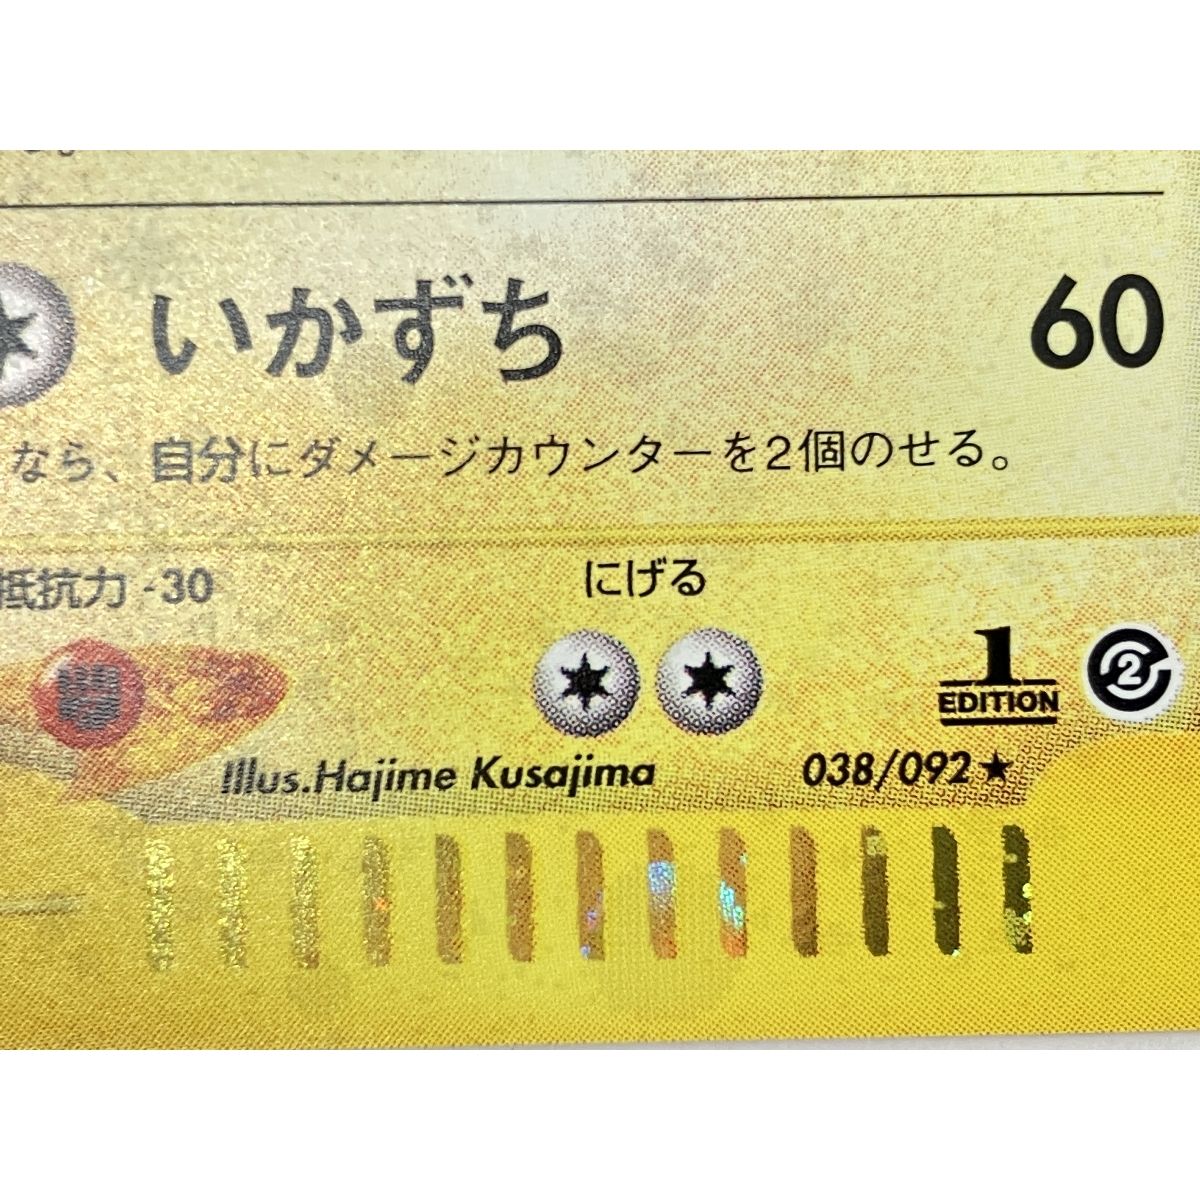 いかずち 60
なら、自分にダメージカウンターを2個のせる。
抵抗力 -30 にげる
闘
1
EDITION
2
Illus.Hajime Kusajima 038/092★